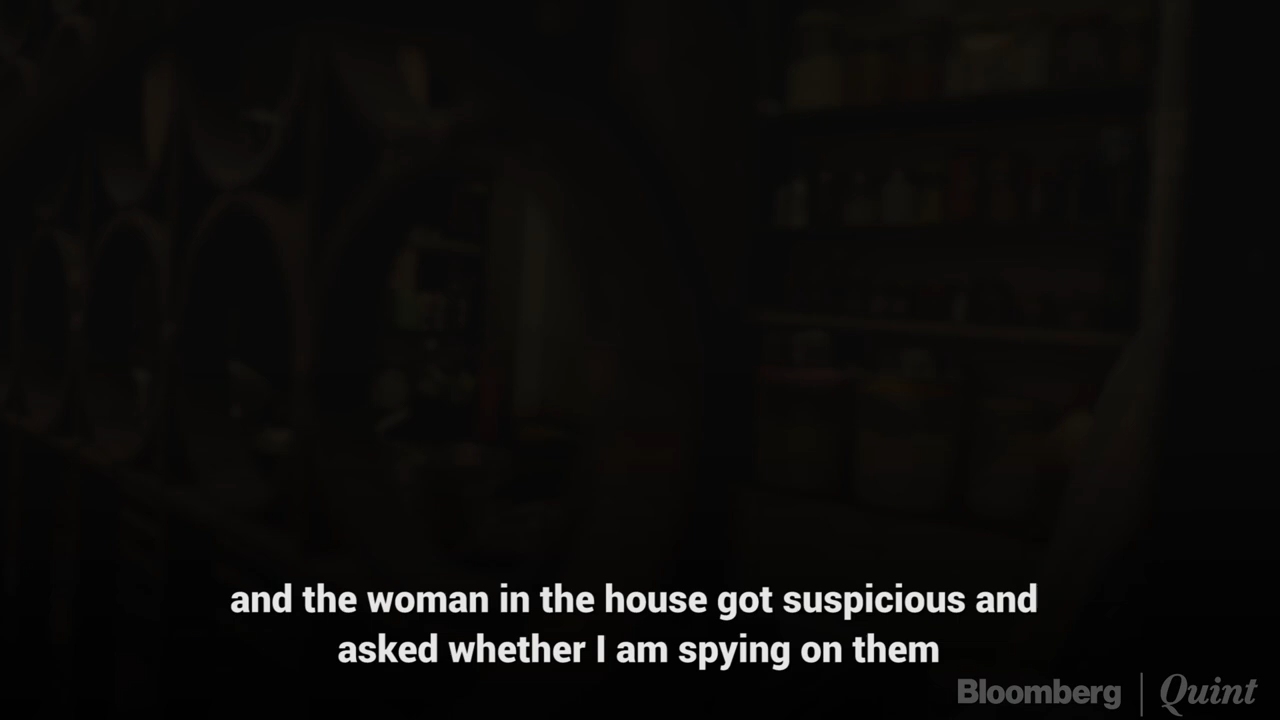 and the woman in the house got suspicious and
asked whether I am spying on them
Bloomberg | Quint